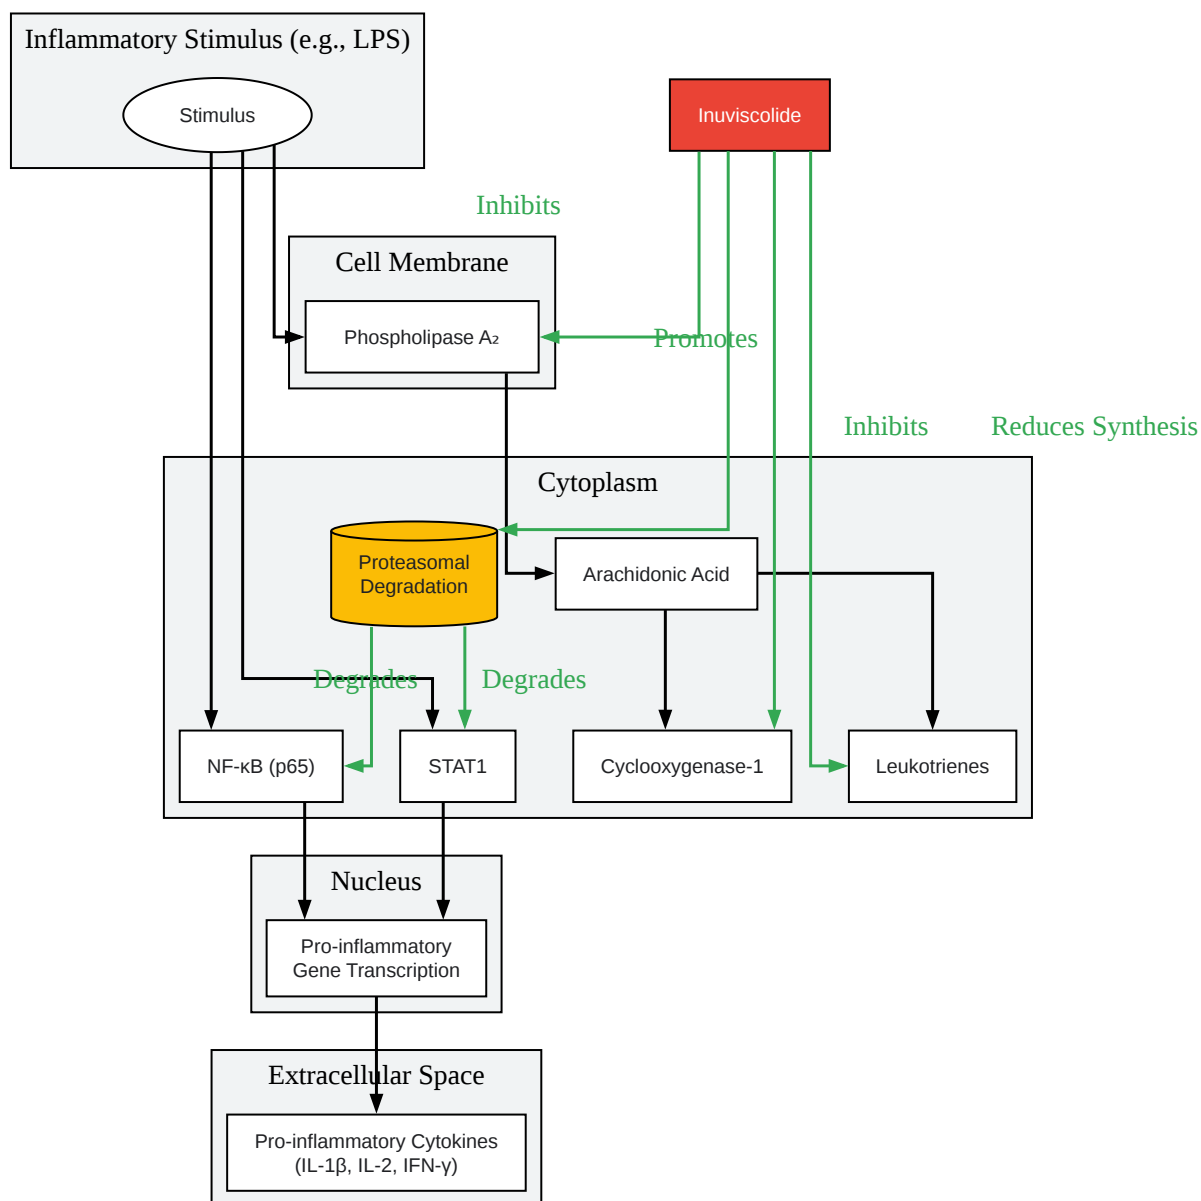 Inflammatory Stimulus (e.g., LPS)
Stimulus
Inuviscolide
Inhibits
Cell Membrane
Phospholipase A₂
Promotes
Inhibits
Reduces Synthesis
Cytoplasm
Proteasomal
Degradation
Arachidonic Acid
Degrades
Degrades
NF-κB (p65)
STAT1
Cyclooxygenase-1
Leukotrienes
Nucleus
Pro-inflammatory
Gene Transcription
Extracellular Space
Pro-inflammatory Cytokines
(IL-1β, IL-2, IFN-γ)